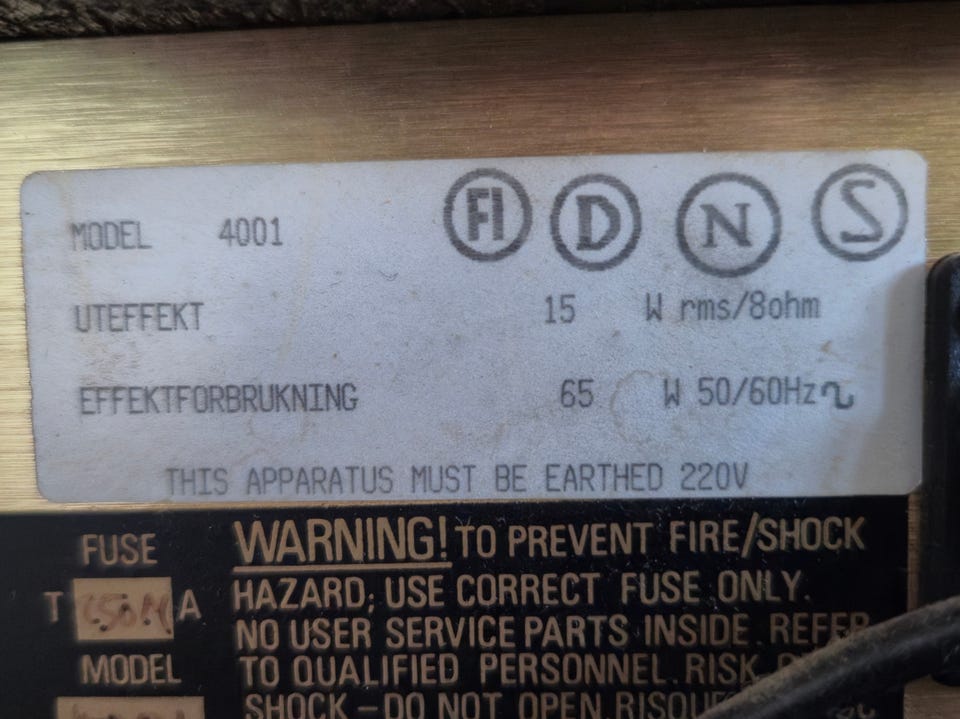 MODEL 4001 FI D N S
UTEFFEKT 15 W rms/8ohm
EFFEKTFORBRUKNING 65 W 50/60Hz
THIS APPARATUS MUST BE EARTHED 220V
FUSE
T A
MODEL
WARNING! TO PREVENT FIRE/SHOCK
HAZARD; USE CORRECT FUSE ONLY.
NO USER SERVICE PARTS INSIDE. REFER
TO QUALIFIED PERSONNEL. RISK
SHOCK – DO NOT OPEN